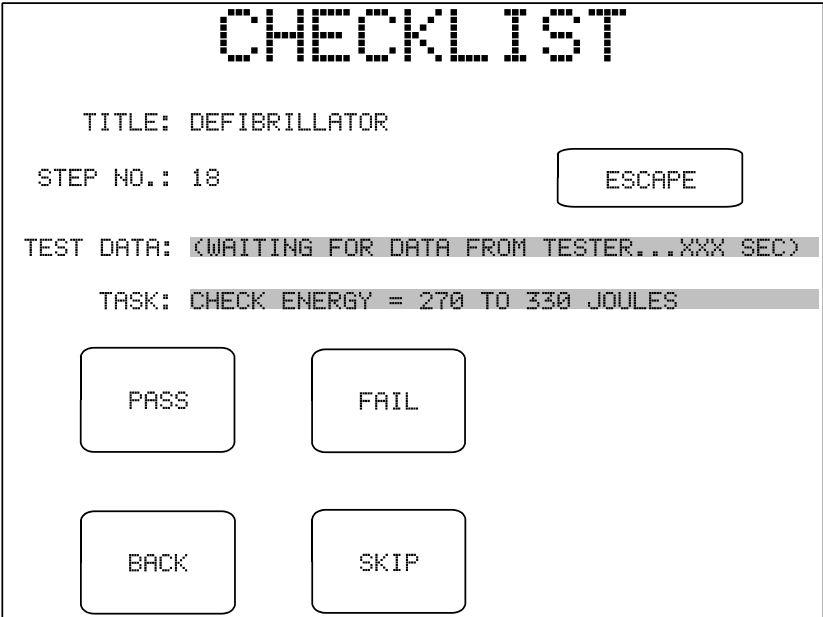 CHECKLIST
TITLE: DEFIBRILLATOR
STEP NO.: 18
ESCAPE
TEST DATA: (WAITING FOR DATA FROM TESTER...XXX SEC)
TASK: CHECK ENERGY = 270 TO 330 JOULES
PASS FAIL
BACK SKIP